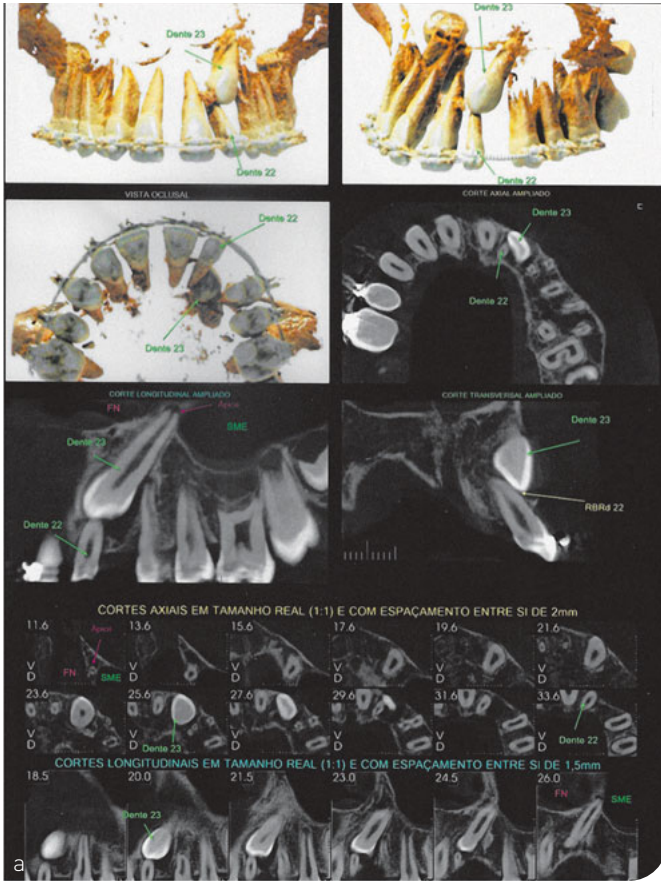 Dente 23
Dente 22
Dente 23
Dente 22
VISTA OCLUSAL
Dente 22
Dente 23
CORTE AXIAL AMPLIADO
C
Dente 23
Dente 22
CORTE LONGITUDINAL AMPLIADO
FN
Ápice
SME
Dente 23
Dente 22
CORTE TRANSVERSAL AMPLIADO
Dente 23
RBRd 22
CORTES AXIAIS EM TAMANHO REAL (1:1) E COM ESPAÇAMENTO ENTRE SI DE 2mm
11.6 13.6 15.6 17.6 19.6 21.6
Ápice
V V V V V V
FN SME
D D D D D D
23.6 25.6 27.6 29.6 31.6 33.6
V V V V V V
D D D D D D
Dente 23 Dente 22
CORTES LONGITUDINAIS EM TAMANHO REAL (1:1) E COM ESPAÇAMENTO ENTRE SI DE 1,5mm
18.5 20.0 21.5 23.0 24.5 26.0
Dente 23 FN SME
a